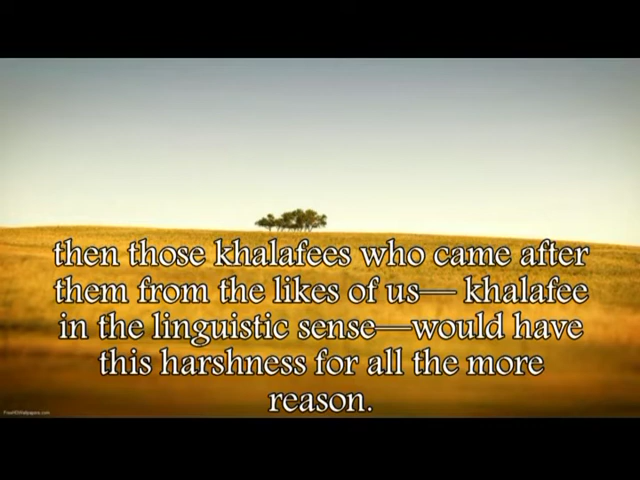 then those khalafees who came after
them from the likes of us— khalafee
in the linguistic sense—would have
this harshness for all the more
reason.